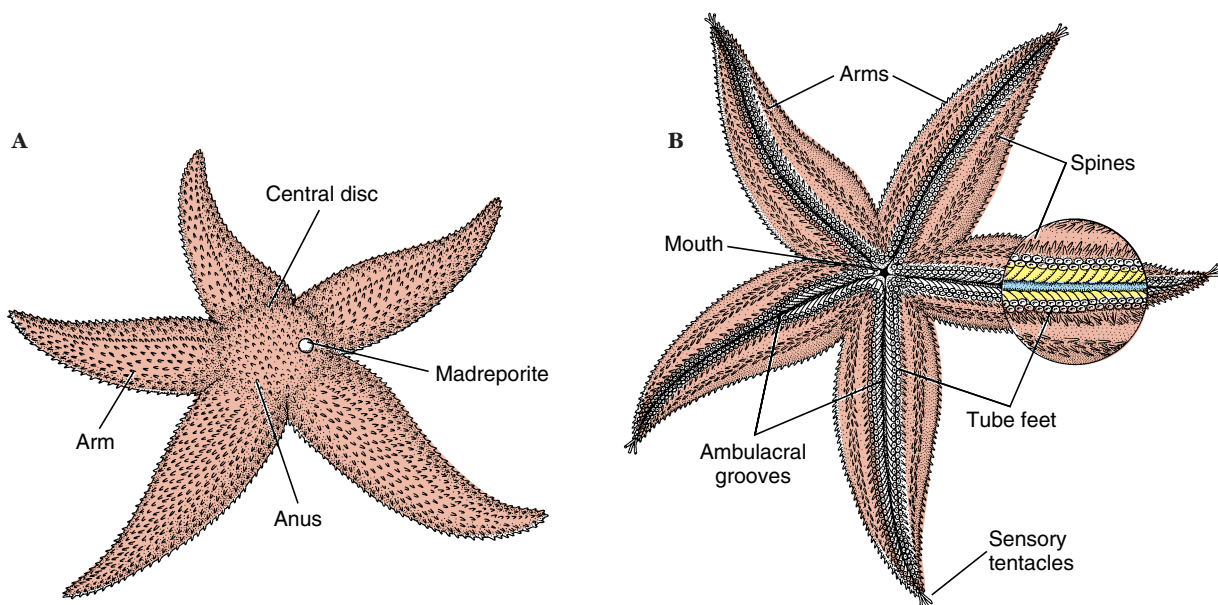 A
Central disc
Madreporite
Arm
Anus
B
Arms
Spines
Mouth
Tube feet
Ambulacral
grooves
Sensory
tentacles